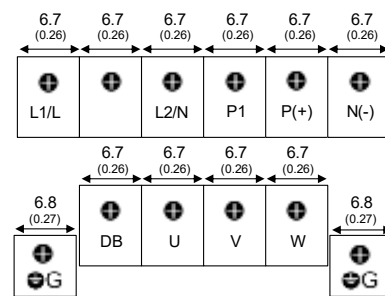 6.7 6.7 6.7 6.7 6.7 6.7
(0.26) (0.26) (0.26) (0.26) (0.26) (0.26)
L1/L L2/N P1 P(+) N(-)
6.7 6.7 6.7 6.7
(0.26) (0.26) (0.26) (0.26)
6.8 6.8
(0.27) (0.27)
DB U V W
G G